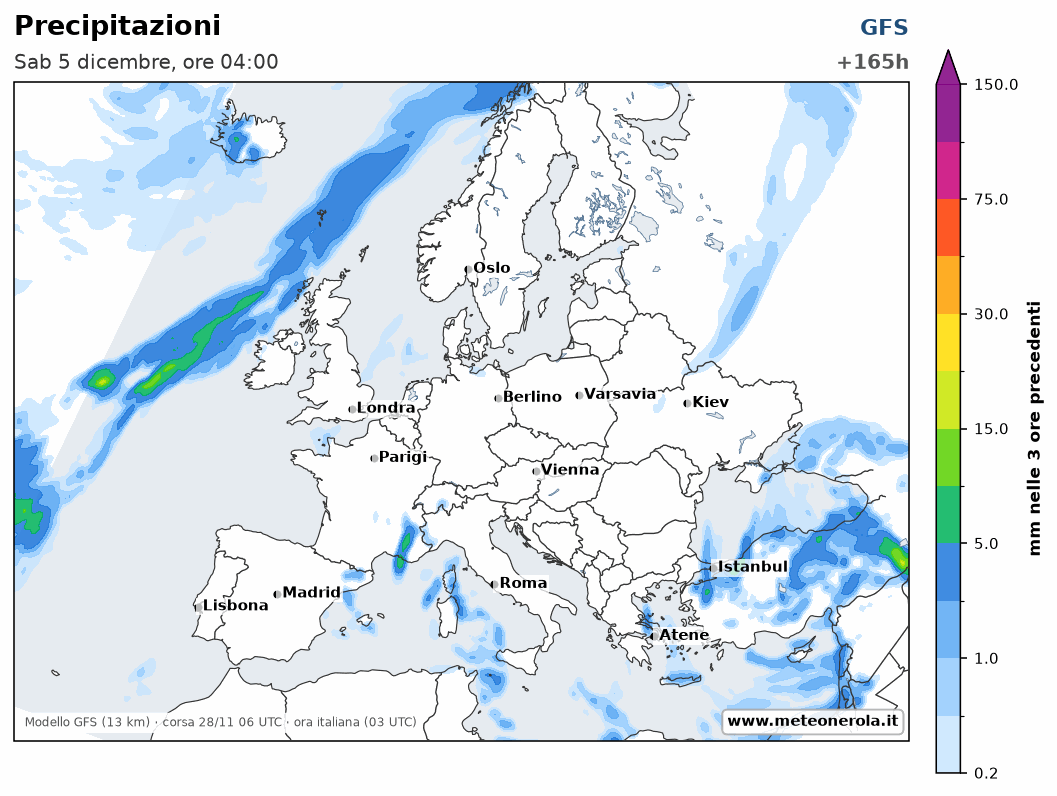 Precipitazioni
GFS
Sab 5 dicembre, ore 04:00
+165h
150.0
75.0
30.0
15.0
5.0
1.0
0.2
mm nelle 3 ore precedenti
Oslo
Berlino
Varsavia
Kiev
Londra
Parigi
Vienna
Istanbul
Roma
Madrid
Lisbona
Atene
Modello GFS (13 km) · corsa 28/11 06 UTC · ora italiana (03 UTC)
www.meteonerola.it